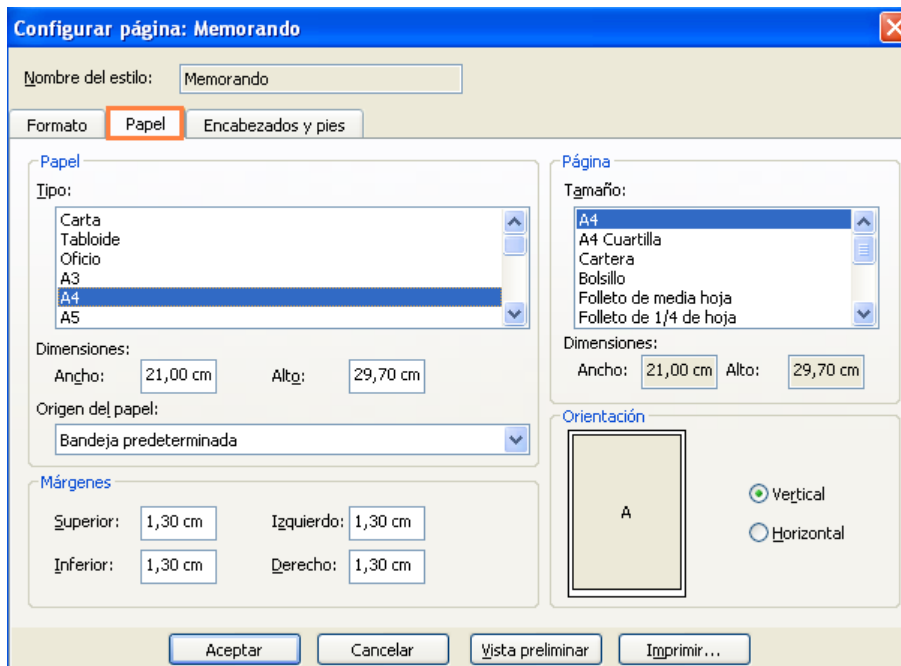 Configurar página: Memorando
Nombre del estilo: Memorando
Formato Papel Encabezados y pies
Papel
Tipo:
Carta
Tabloide
Oficio
A3
A4
A5
Dimensiones:
Ancho: 21,00 cm Alto: 29,70 cm
Origen del papel:
Bandeja predeterminada
Márgenes
Superior: 1,30 cm Izquierdo: 1,30 cm
Inferior: 1,30 cm Derecho: 1,30 cm
Página
Tamaño:
A4
A4 Cuartilla
Cartera
Bolsillo
Folleto de media hoja
Folleto de 1/4 de hoja
Dimensiones:
Ancho: 21,00 cm Alto: 29,70 cm
Orientación
A
Vertical
Horizontal
Aceptar Cancelar Vista preliminar Imprimir...